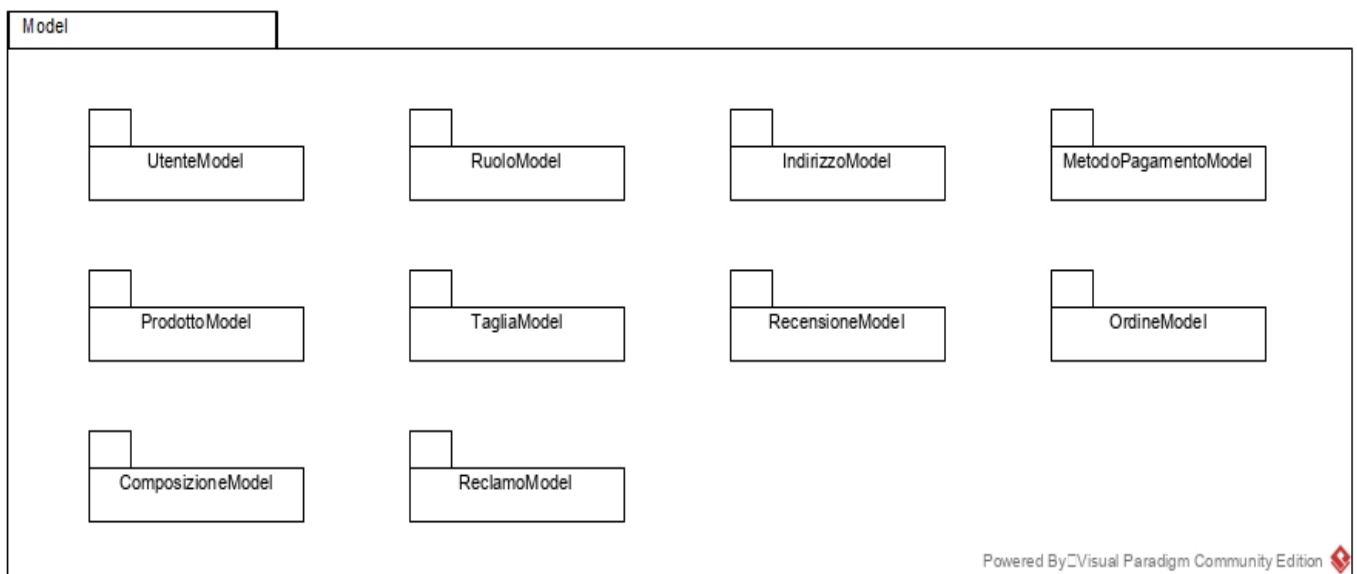 Model
UtenteModel
RuoloModel
IndirizzoModel
MetodoPagamentoModel
ProdottoModel
TagliaModel
RecensioneModel
OrdineModel
ComposizioneModel
ReclamoModel
Powered By□Visual Paradigm Community Edition